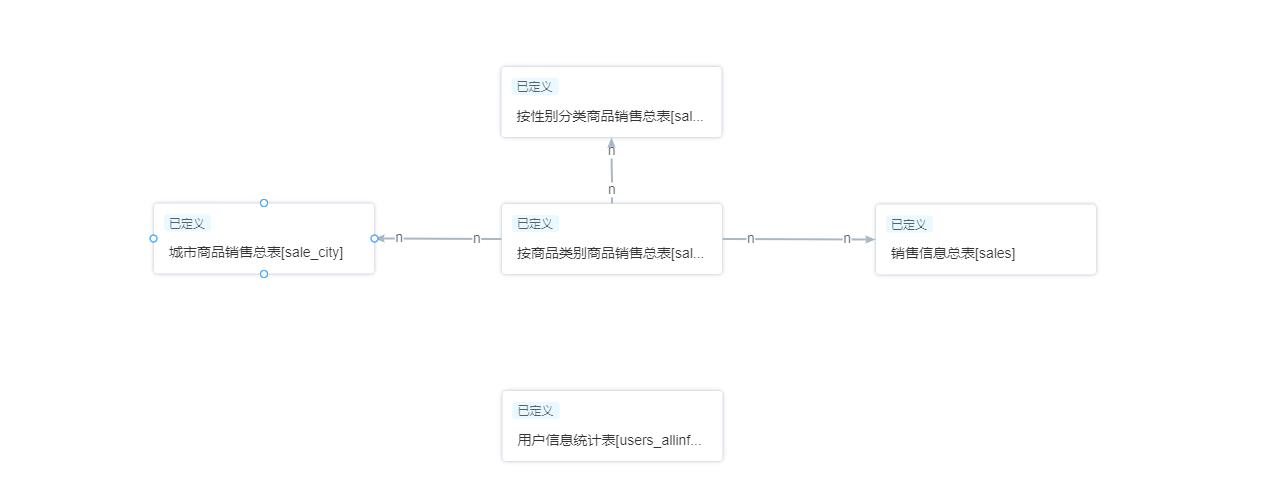 已定义
按性别分类商品销售总表[sal...
n
n
已定义
城市商品销售总表[sale_city]
n
n
已定义
按商品类别商品销售总表[sal...
n
n
已定义
销售信息总表[sales]
已定义
用户信息统计表[users_allinf...